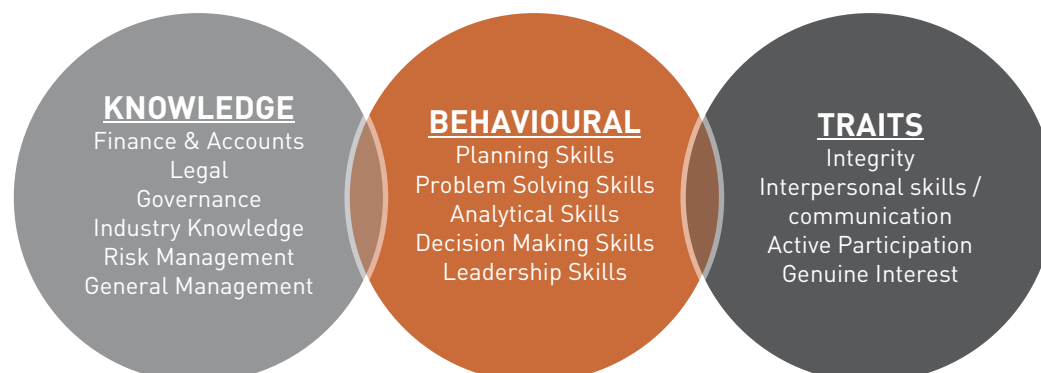 KNOWLEDGE
Finance & Accounts
Legal
Governance
Industry Knowledge
Risk Management
General Management
BEHAVIOURAL
Planning Skills
Problem Solving Skills
Analytical Skills
Decision Making Skills
Leadership Skills
TRAITS
Integrity
Interpersonal skills /
communication
Active Participation
Genuine Interest